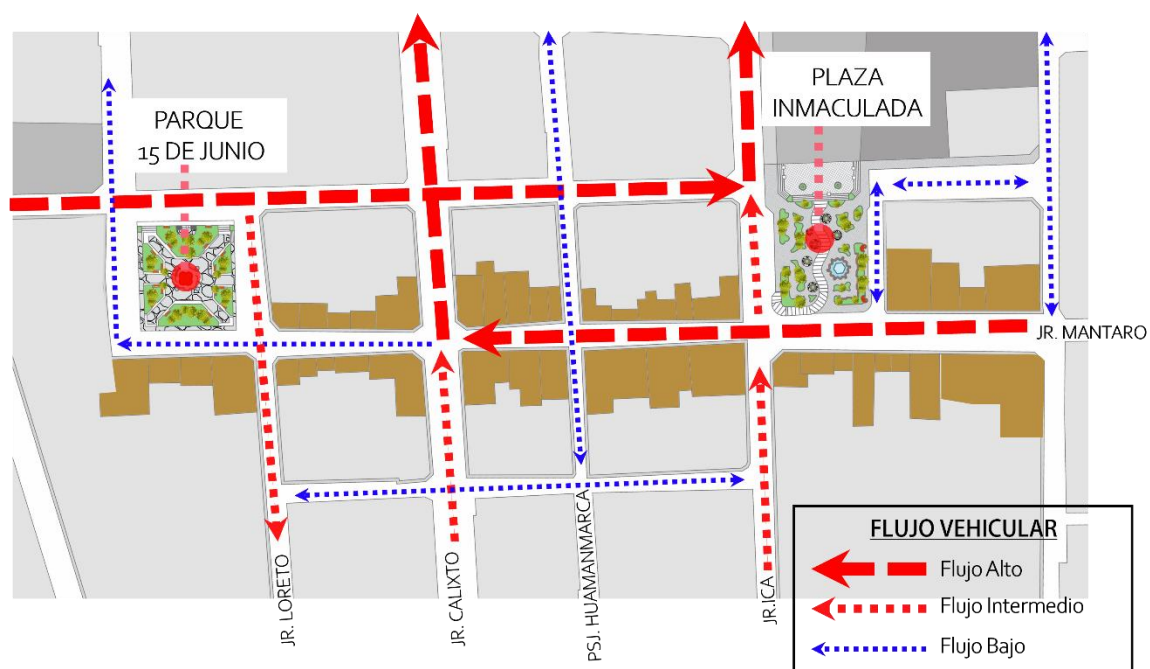 PARQUE
15 DE JUNIO
PLAZA
INMACULADA
JR. MANTARO
JR. LORETO
JR. CALIXTO
PSJ. HUAMANMARCA
JR.ICA
FLUJO VEHICULAR
Flujo Alto
Flujo Intermedio
Flujo Bajo